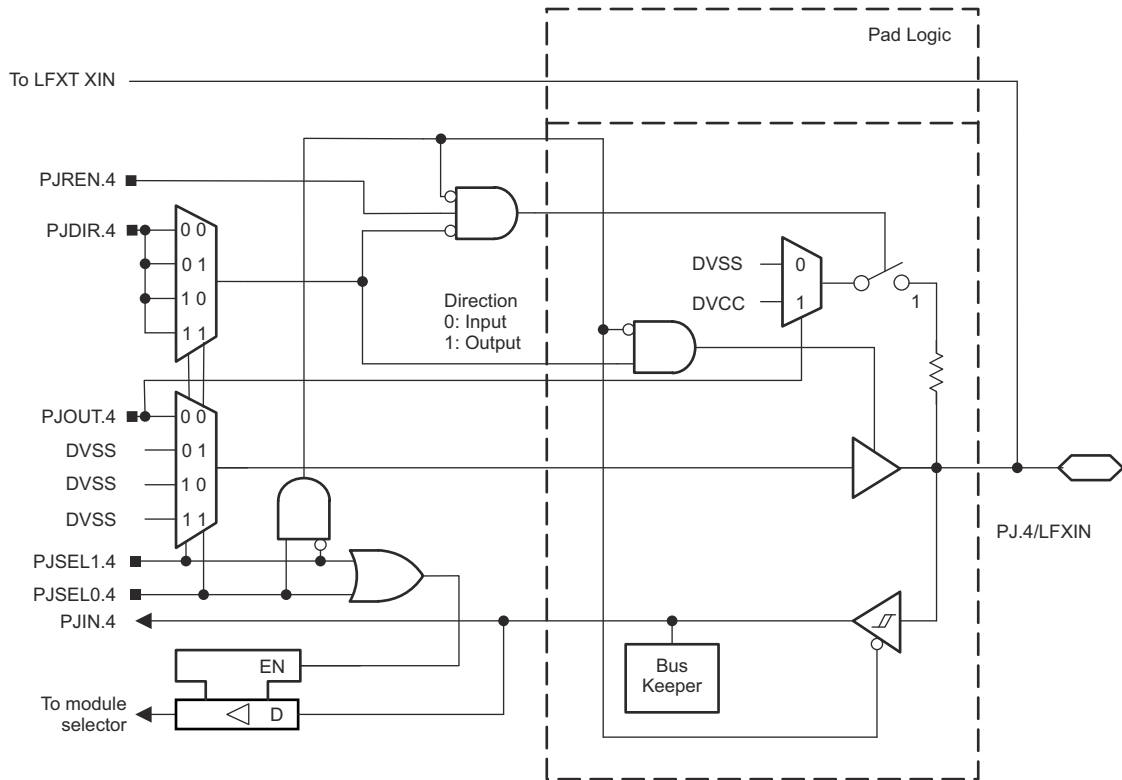 Pad Logic
To LFXT XIN
PJREN.4
PJDIR.4
0 0
0 1
1 0
1 1
Direction
0: Input
1: Output
DVSS
0
DVCC
1
1
PJOUT.4
0 0
DVSS
0 1
DVSS
1 0
DVSS
1 1
PJ.4/LFXIN
PJSEL1.4
PJSEL0.4
PJIN.4
Bus
Keeper
EN
To module
selector
D